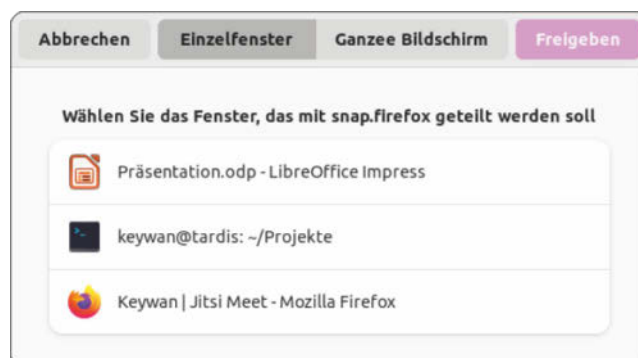 Abbrechen Einzelfenster Ganzee Bildschirm Freigeben
Wählen Sie das Fenster, das mit snap.firefox geteilt werden soll
Präsentation.odp - LibreOffice Impress
keywan@tardis: ~/Projekte
Keywan | Jitsi Meet - Mozilla Firefox